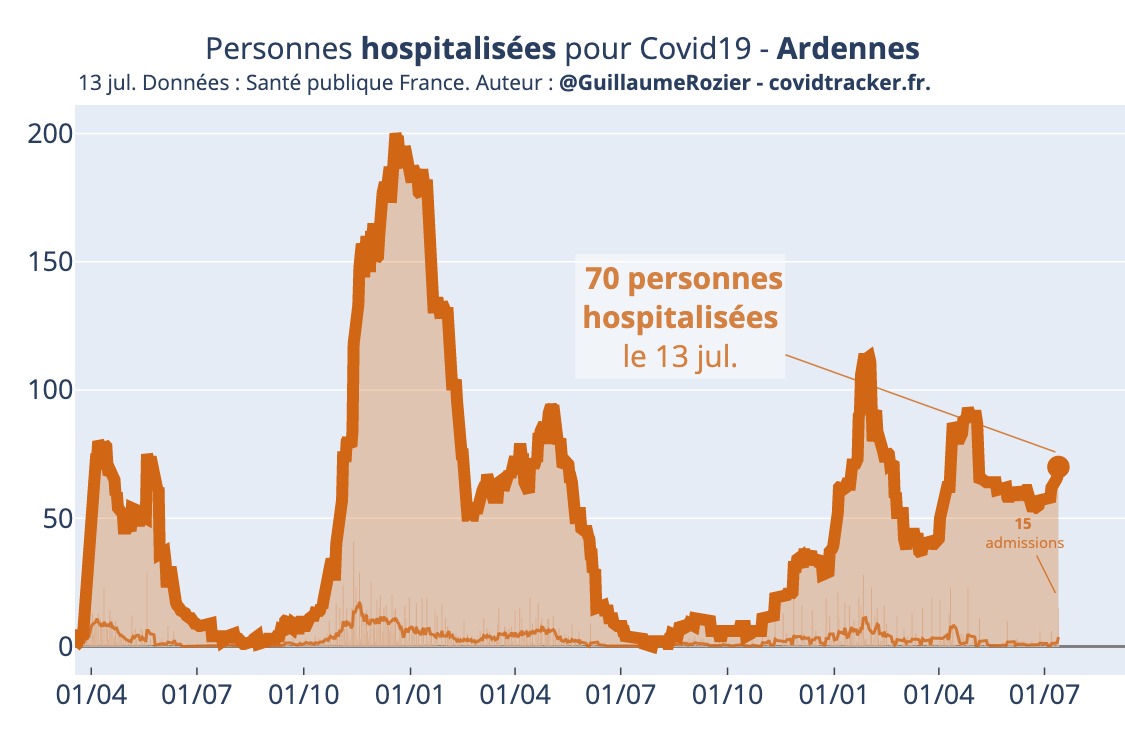 Personnes hospitalisées pour Covid19 - Ardennes
13 jul. Données : Santé publique France. Auteur : @GuillaumeRozier - covidtracker.fr.
200
150
100
50
0
70 personnes
hospitalisées
le 13 jul.
15
admissions
01/04 01/07 01/10 01/01 01/04 01/07 01/10 01/01 01/04 01/07